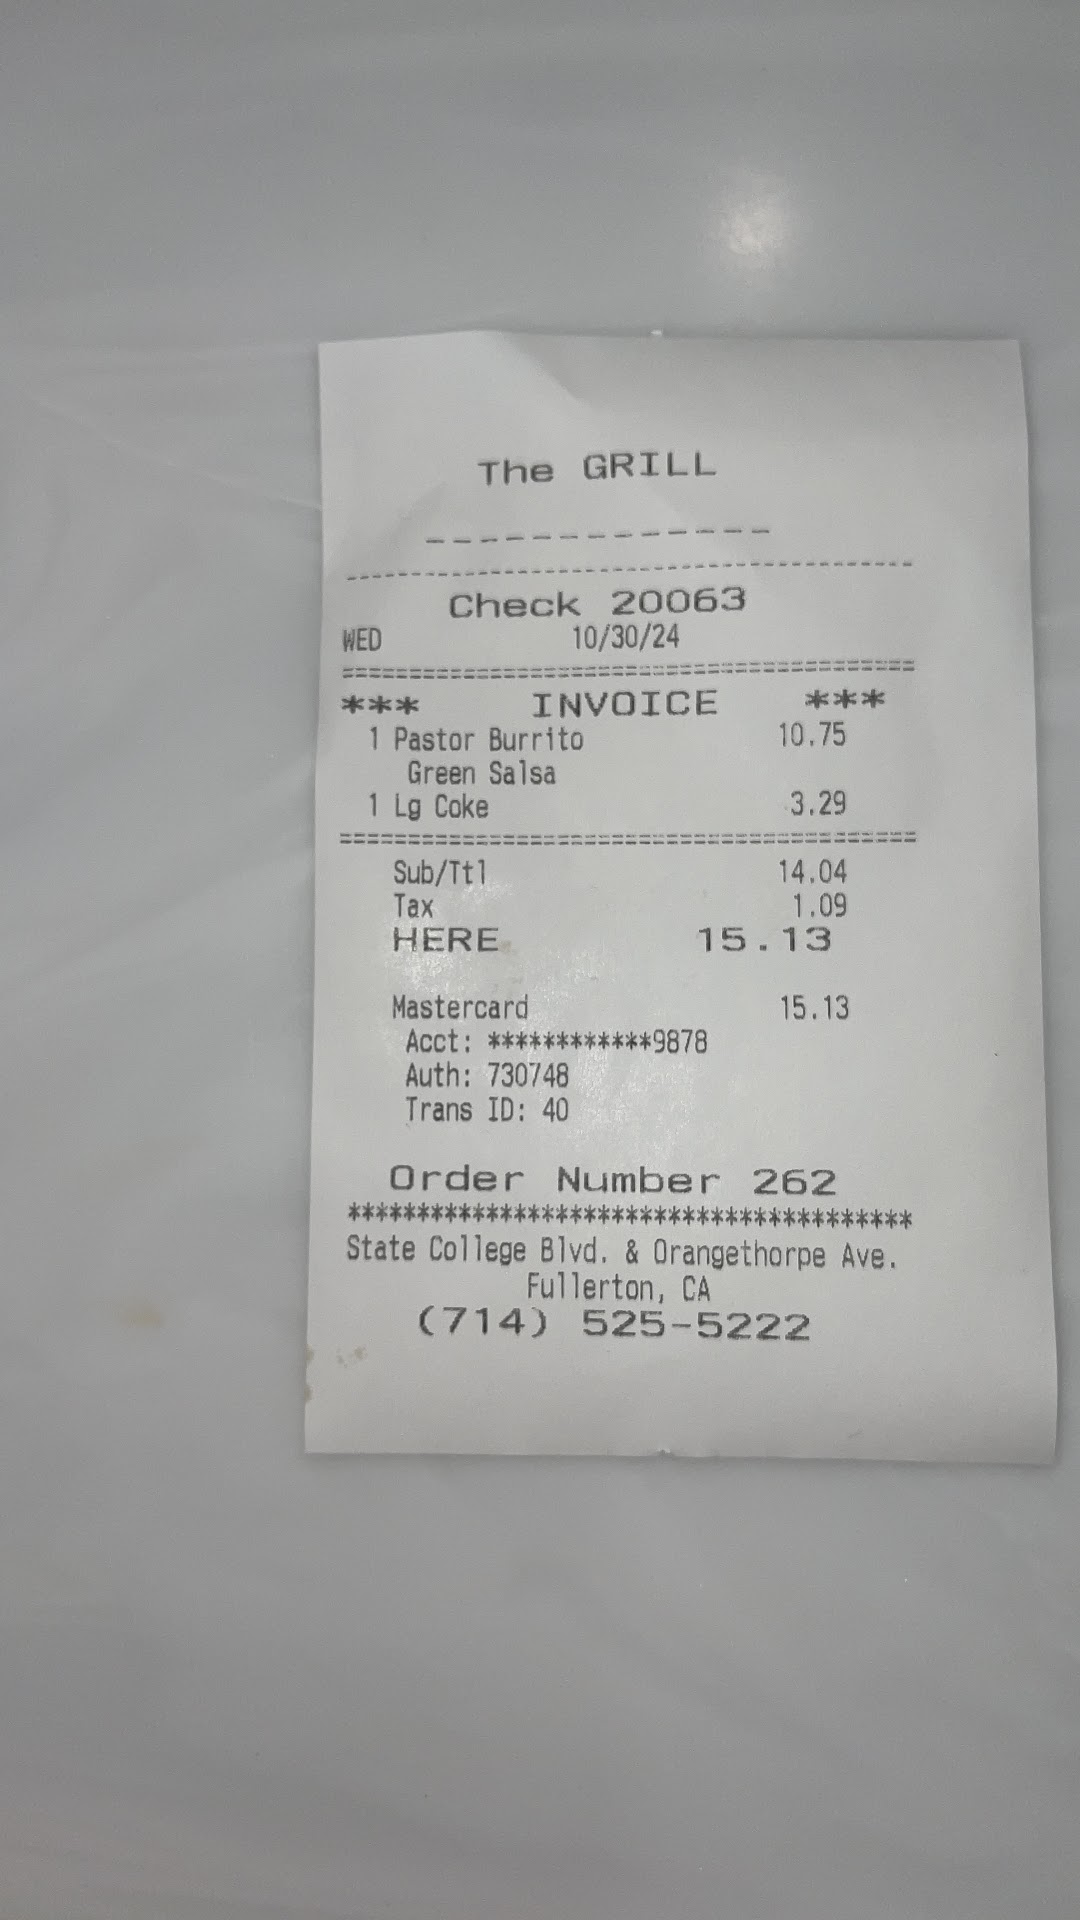 The GRILL
-------------
-----------------------------------------
Check 20063
WED 10/30/24
=========================================
*** INVOICE ***
1 Pastor Burrito 10.75
Green Salsa
1 Lg Coke 3.29
=========================================
Sub/Ttl 14.04
Tax 1.09
HERE 15.13
Mastercard 15.13
Acct: ************9878
Auth: 730748
Trans ID: 40
Order Number 262
*****************************************
State College Blvd. & Orangethorpe Ave.
Fullerton, CA
(714) 525-5222